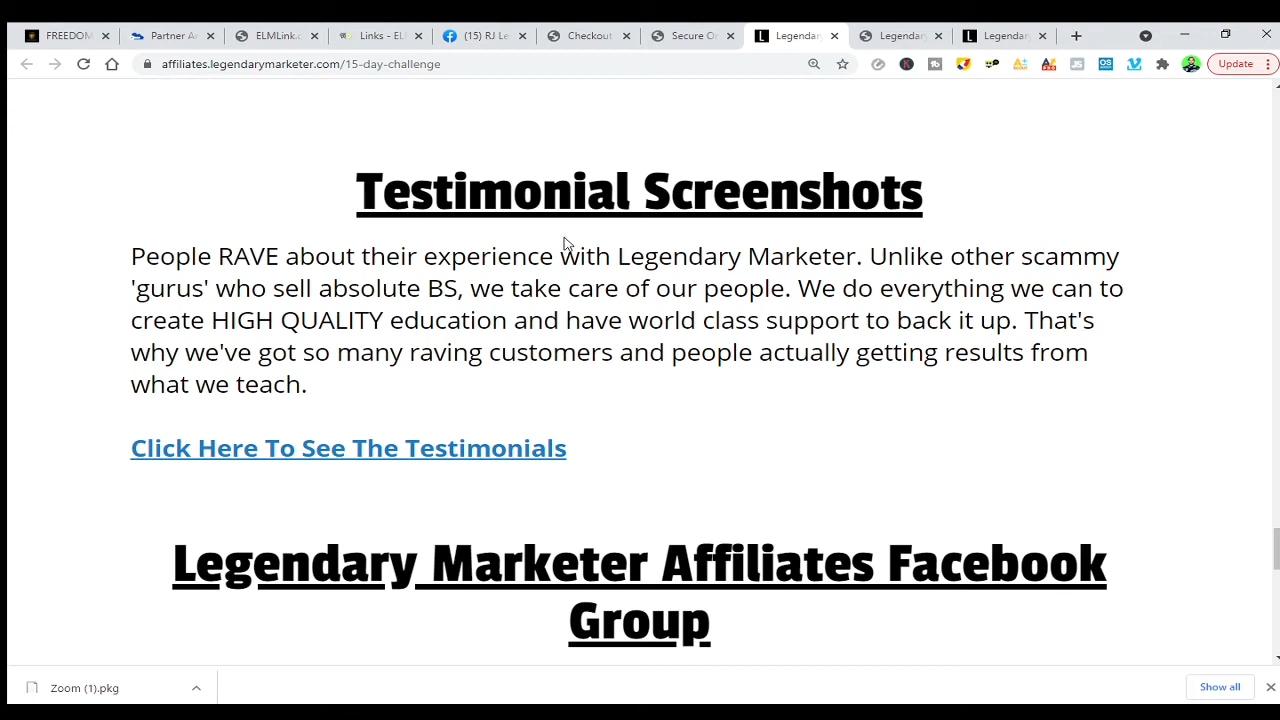 FREEDOM
Partner Ar
ELMLink.c
Links - EL
(15) RJ Le
Checkout
Secure Or
Legendary
Legendary
Legendary
affiliates.legendarymarketer.com/15-day-challenge
Update
Testimonial Screenshots
People RAVE about their experience with Legendary Marketer. Unlike other scammy
'gurus' who sell absolute BS, we take care of our people. We do everything we can to
create HIGH QUALITY education and have world class support to back it up. That's
why we've got so many raving customers and people actually getting results from
what we teach.
Click Here To See The Testimonials
Legendary Marketer Affiliates Facebook
Group
Zoom (1).pkg
Show all